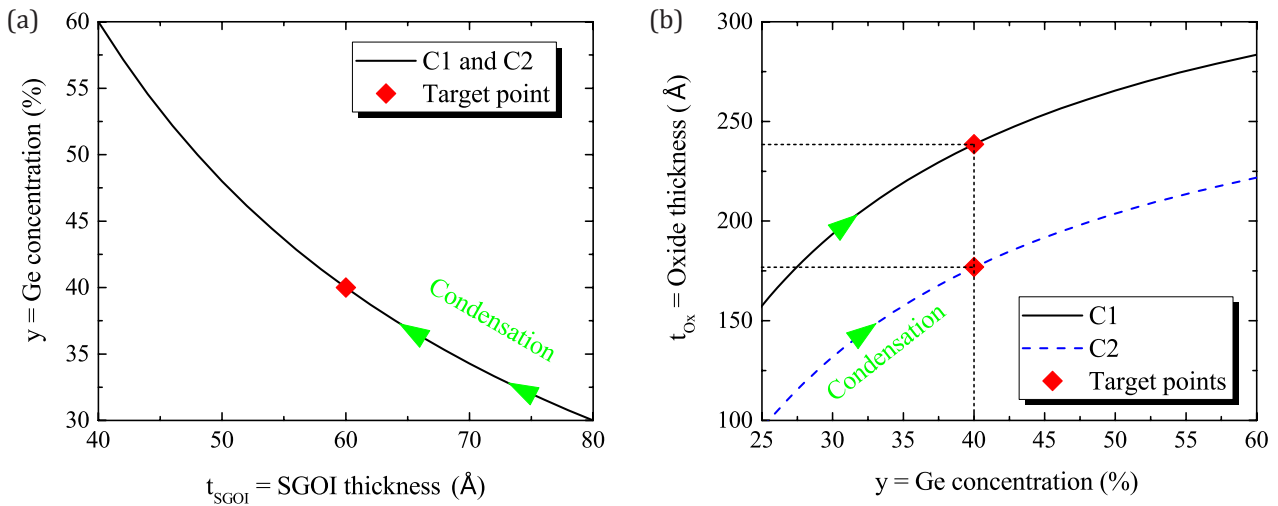 (a)
60
55
50
45
40
35
30
y = Ge concentration (%)
C1 and C2
Target point
Condensation
40
50
60
70
80
t_SGOI = SGOI thickness (Å)
(b)
300
250
200
150
100
t_Ox = Oxide thickness (Å)
Condensation
C1
C2
Target points
25
30
35
40
45
50
55
60
y = Ge concentration (%)